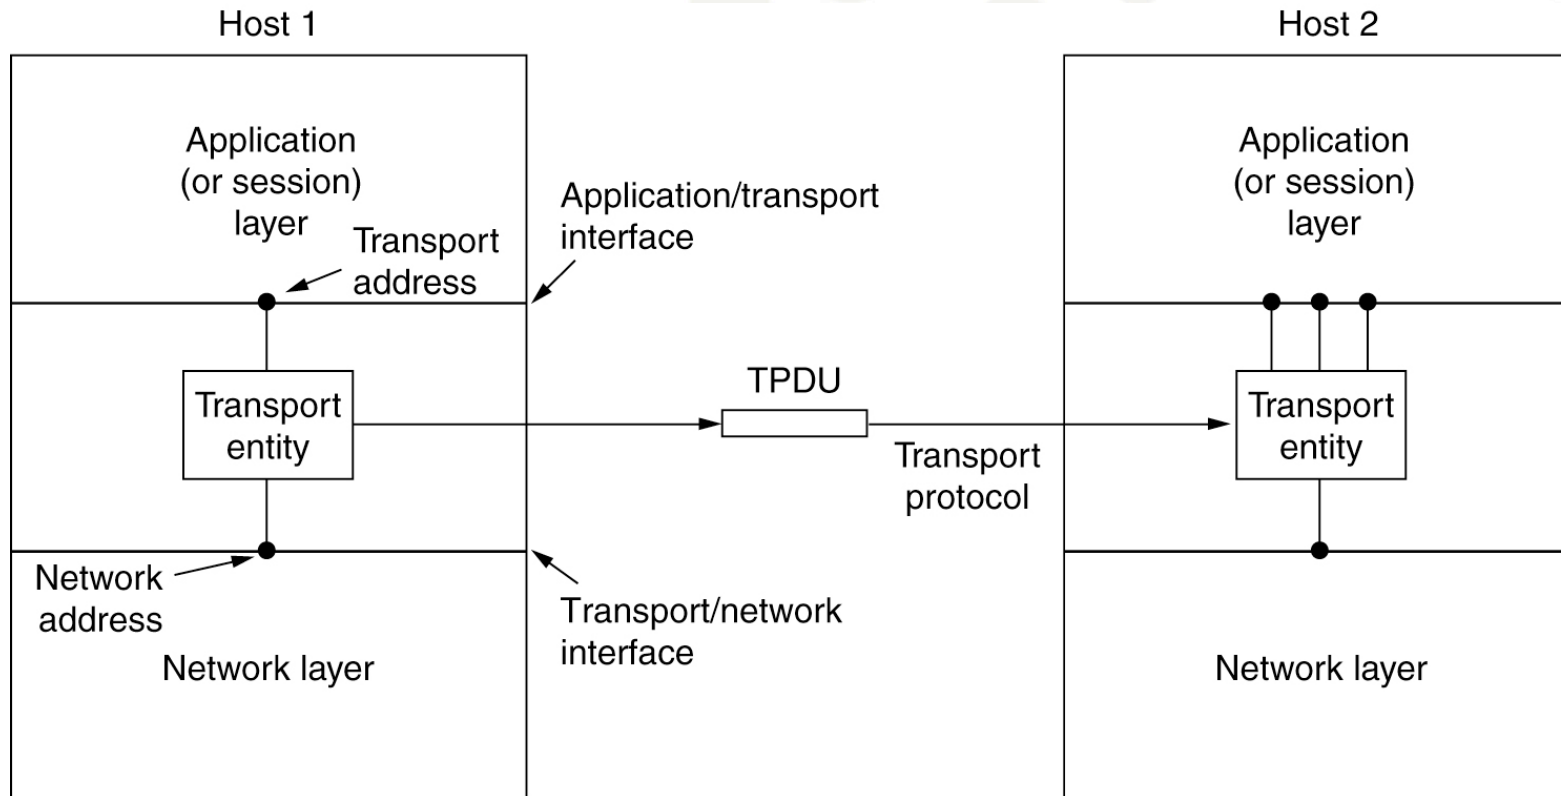 Host 1
Host 2
Application
(or session)
layer
Transport
address
Application/transport
interface
Application
(or session)
layer
TPDU
Transport
entity
Transport
protocol
Transport
entity
Network
address
Transport/network
interface
Network layer
Network layer